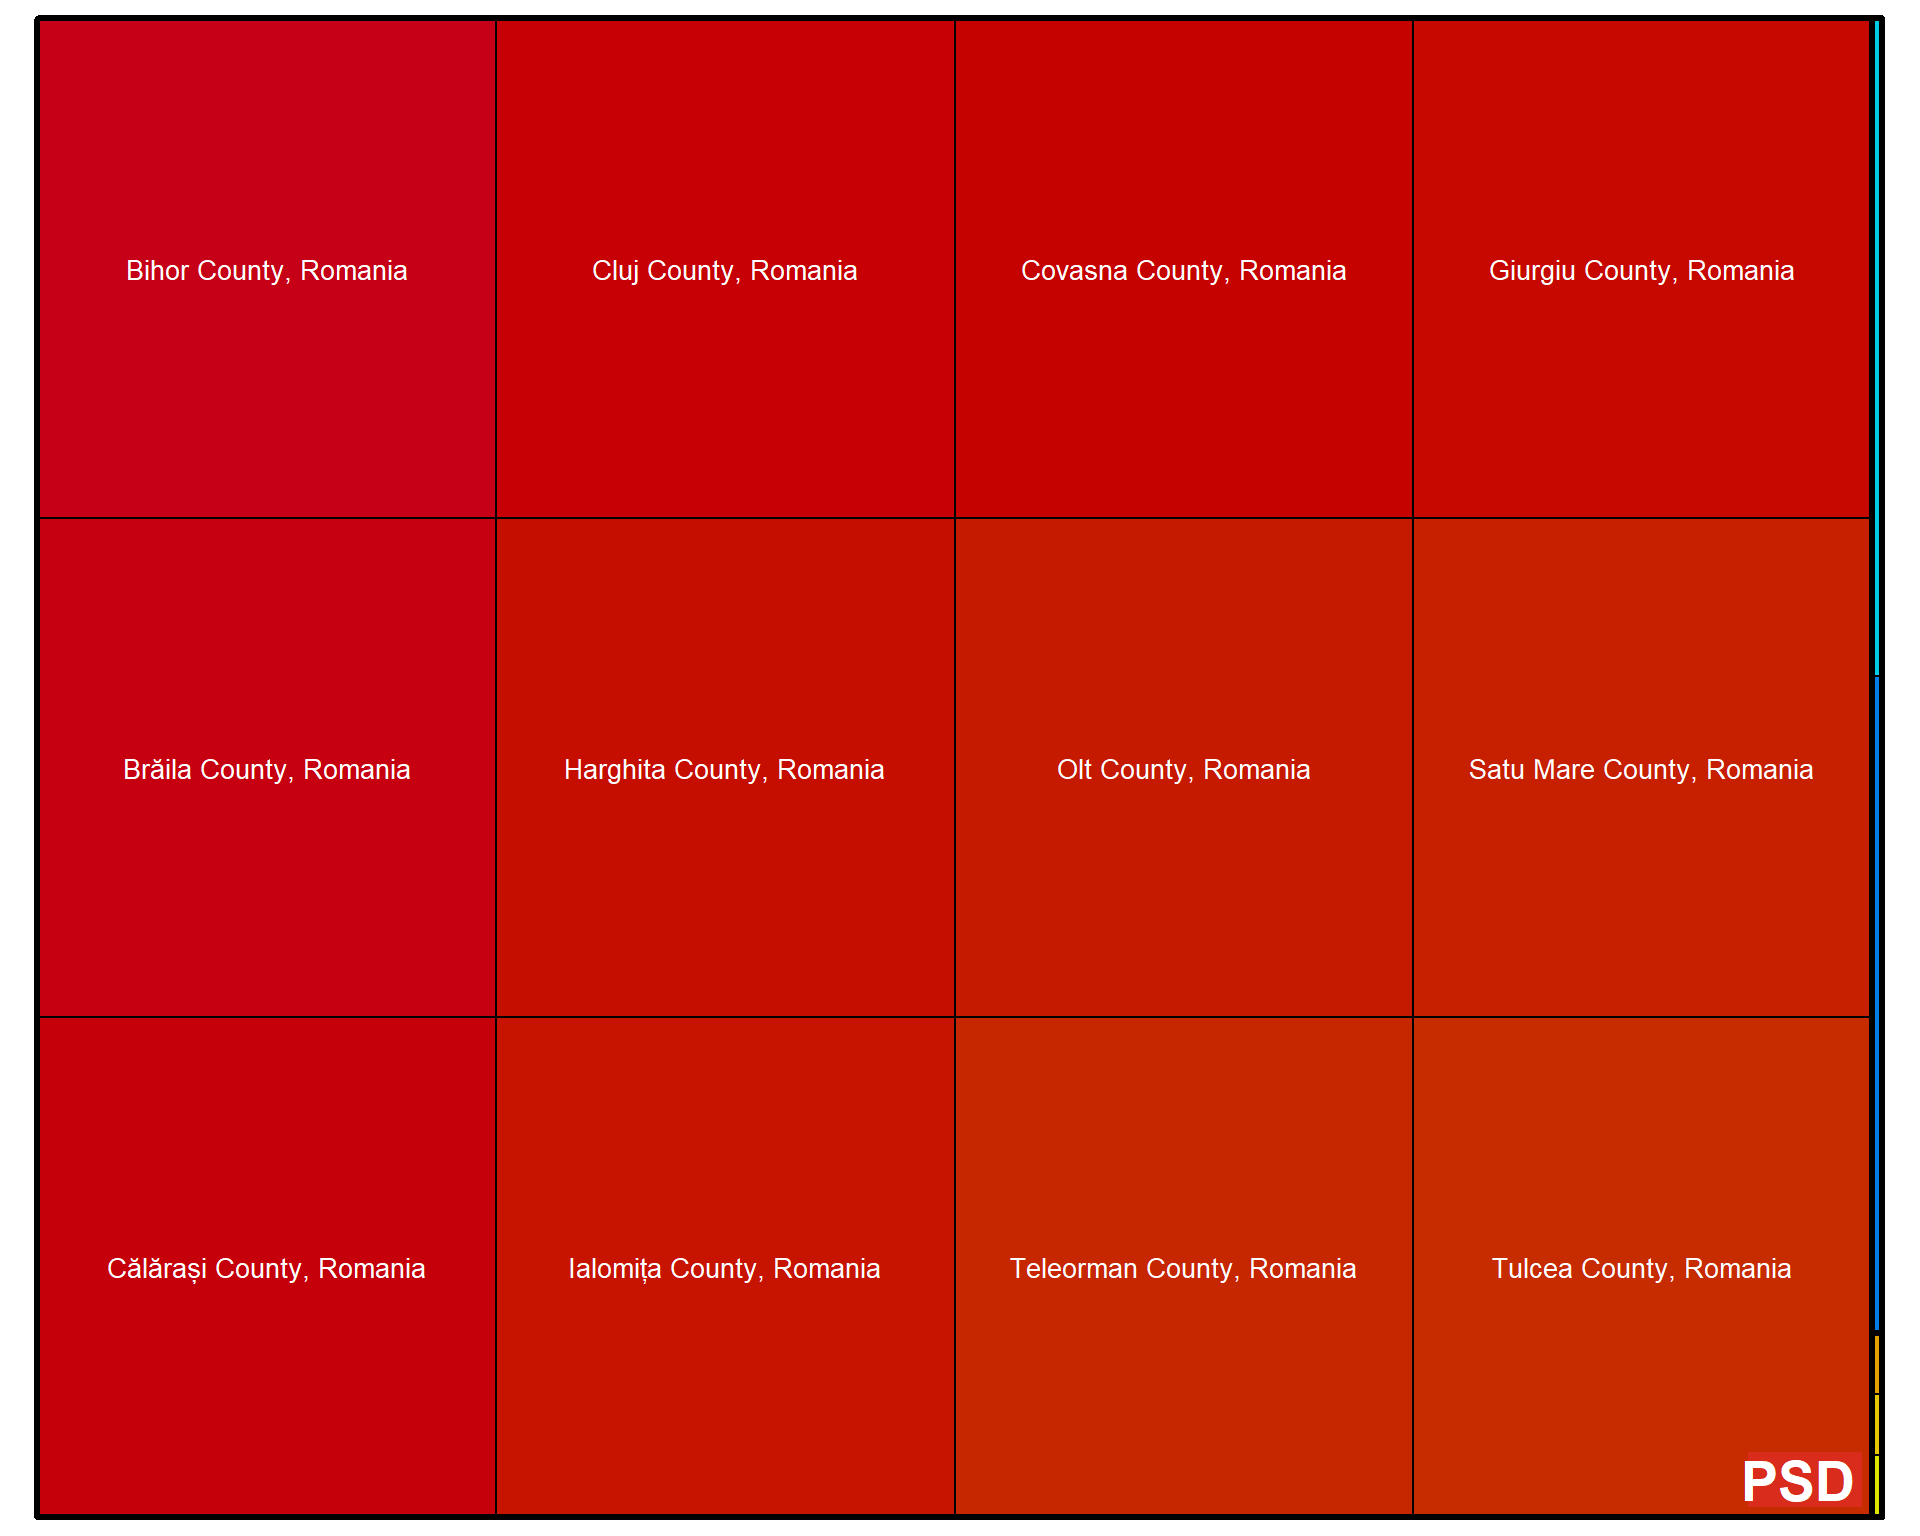 Bihor County, Romania
Cluj County, Romania
Covasna County, Romania
Giurgiu County, Romania
Brăila County, Romania
Harghita County, Romania
Olt County, Romania
Satu Mare County, Romania
Călărași County, Romania
Ialomița County, Romania
Teleorman County, Romania
Tulcea County, Romania
PSD